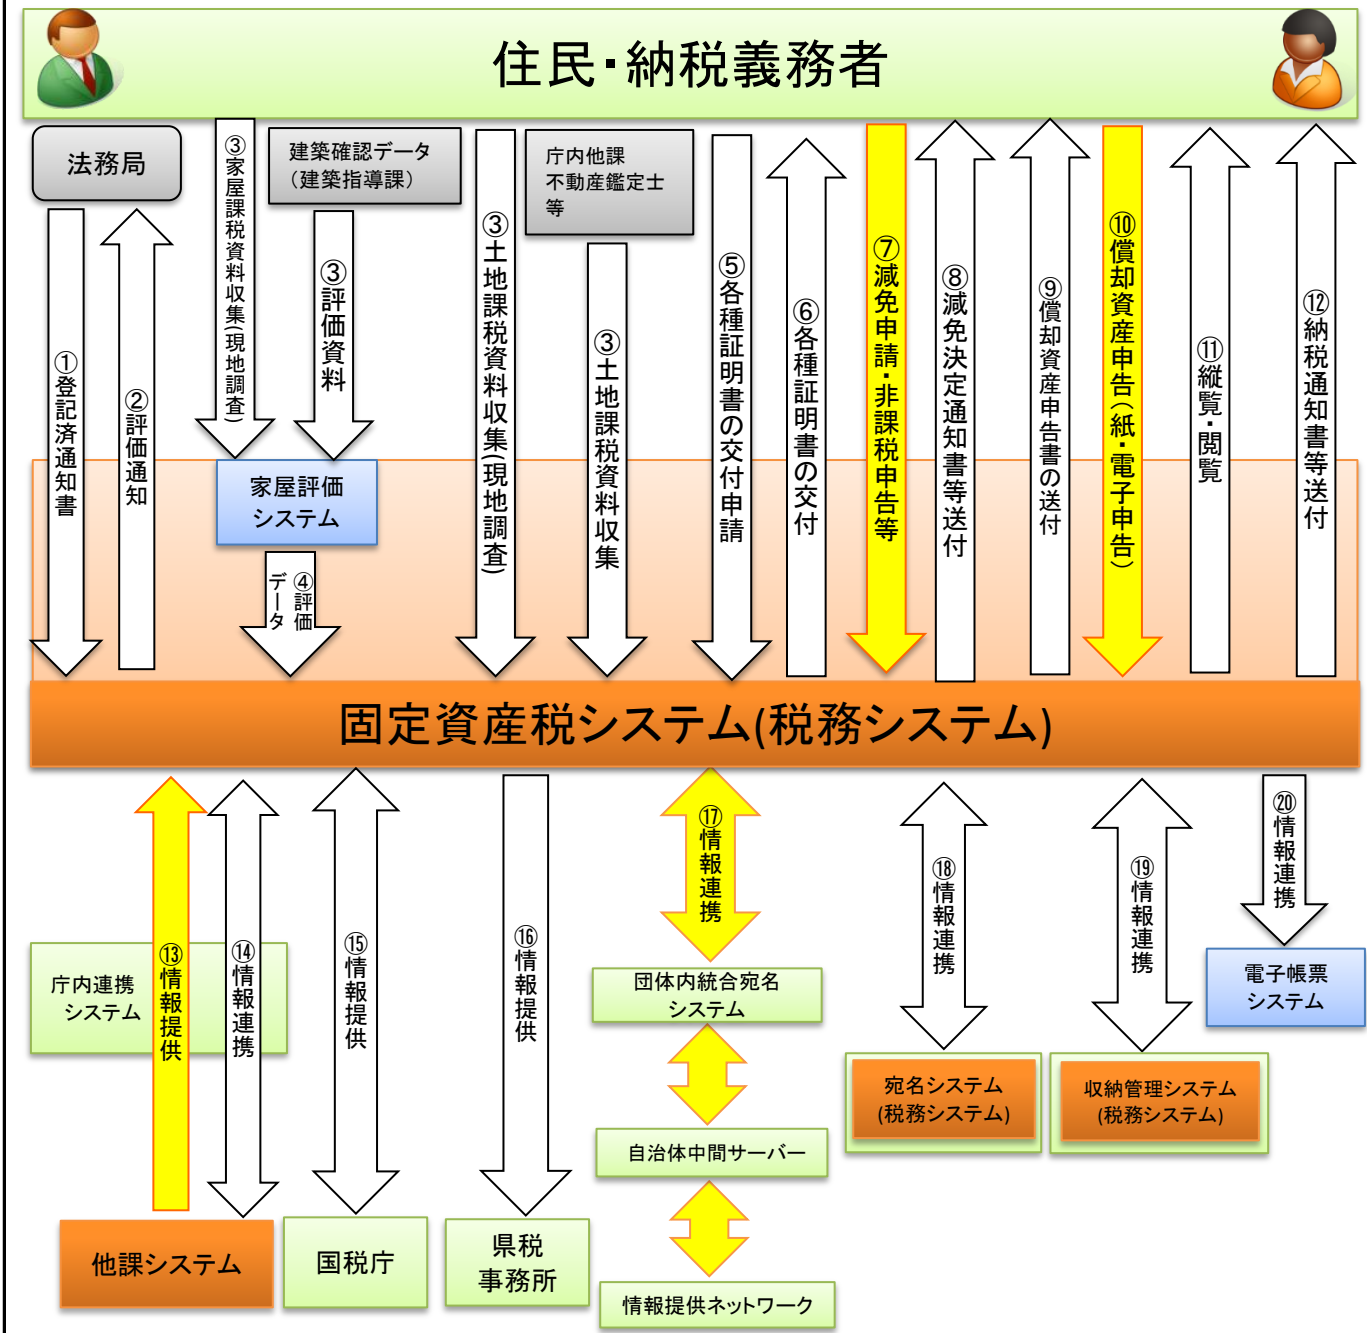 住民・納税義務者
法務局
③家屋課税資料収集(現地調査)
建築確認データ
（建築指導課）
③評価資料
③土地課税資料収集(現地調査)
庁内他課
不動産鑑定士
等
③土地課税資料収集
⑤各種証明書の交付申請
⑥各種証明書の交付
⑦減免申請・非課税申告等
⑧減免決定通知書等送付
⑨償却資産申告書の送付
⑩償却資産申告（紙・電子申告）
⑪縦覧・閲覧
⑫納税通知書等送付
①登記済通知書
②評価通知
家屋評価
システム
④評価
データ
固定資産税システム(税務システム)
⑬情報提供
⑭情報連携
⑮情報提供
⑯情報提供
⑰情報連携
⑱情報連携
⑲情報連携
⑳情報連携
庁内連携
システム
団体内統合宛名
システム
電子帳票
システム
宛名システム
(税務システム)
収納管理システム
(税務システム)
自治体中間サーバー
他課システム
国税庁
県税
事務所
情報提供ネットワーク